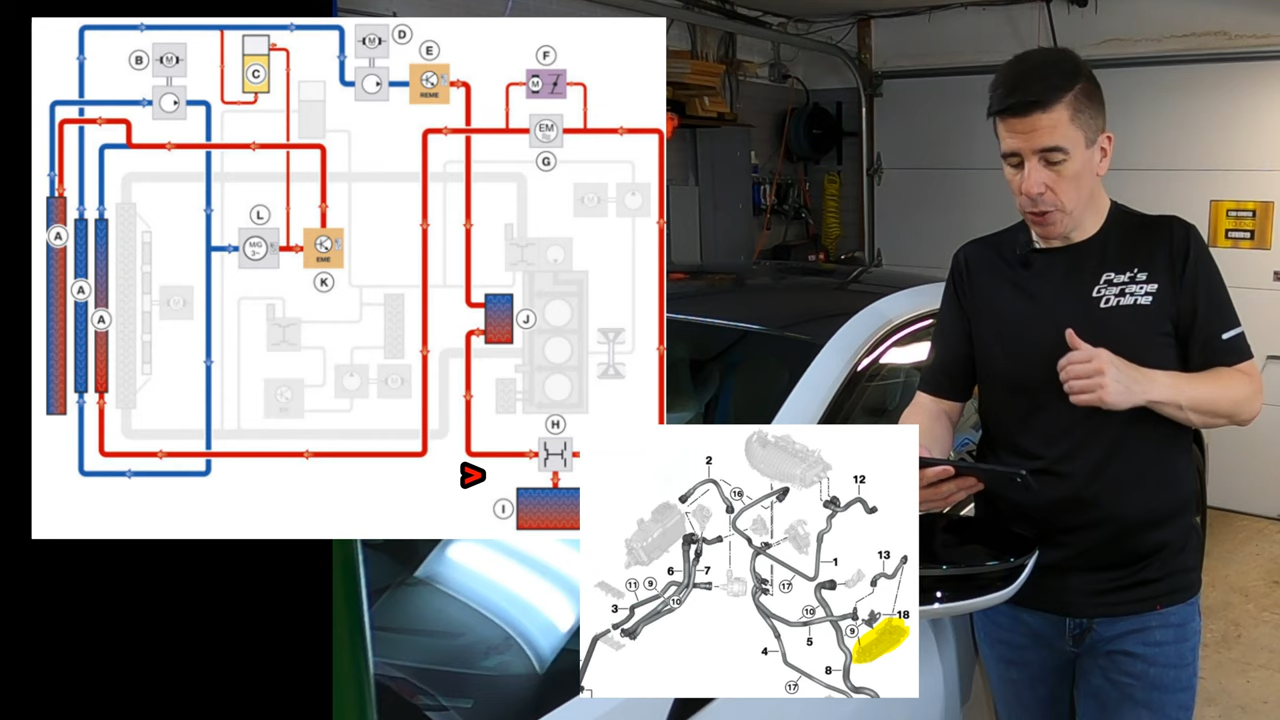 B
M
C
M
D
E
REME
F
M
EM
G
A
A
A
L
M/G
3~
EME
K
M
M
M
J
H
>
I
2
16
12
1
13
6
7
11
9
10
3
17
10
18
9
5
4
8
17
Pat's
Garage
Online